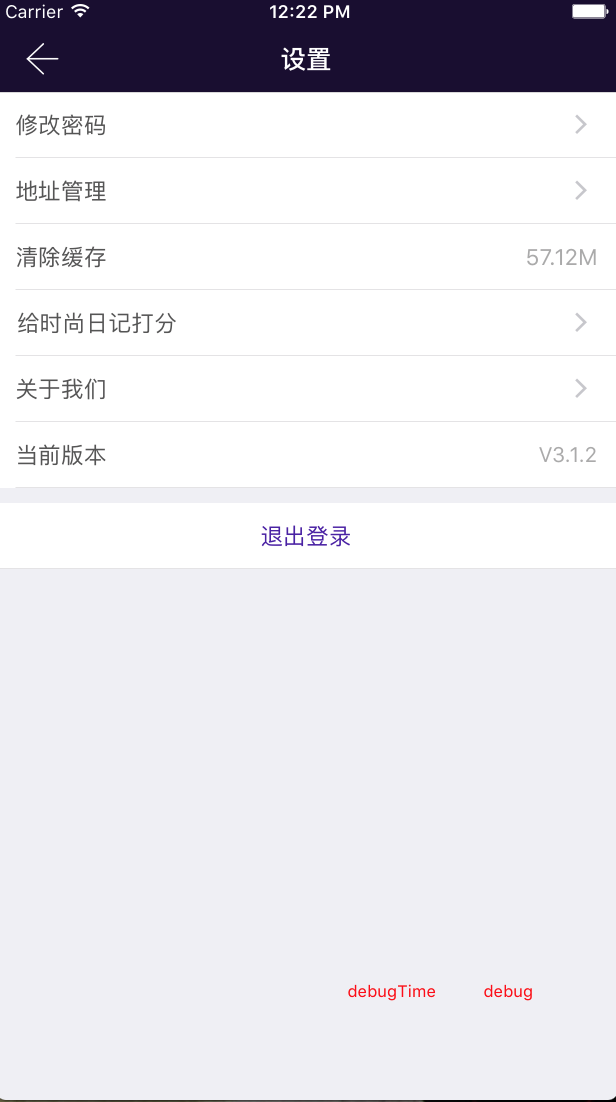 Carrier 12:22 PM
设置
修改密码
地址管理
清除缓存 57.12M
给时尚日记打分
关于我们
当前版本 V3.1.2
退出登录
debugTime debug